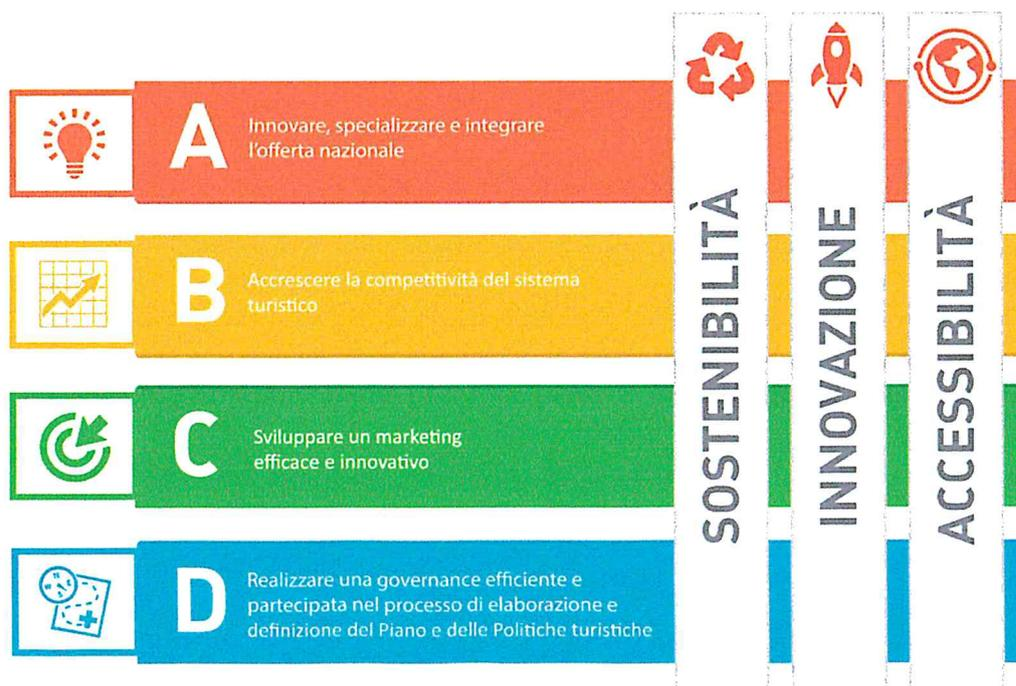 A
Innovare, specializzare e integrare
l'offerta nazionale
B
Accrescere la competitività del sistema
turistico
C
Sviluppare un marketing
efficace e innovativo
D
Realizzare una governance efficiente e
partecipata nel processo di elaborazione e
definizione del Piano e delle Politiche turistiche
SOSTENIBILITÀ
INNOVAZIONE
ACCESSIBILITÀ